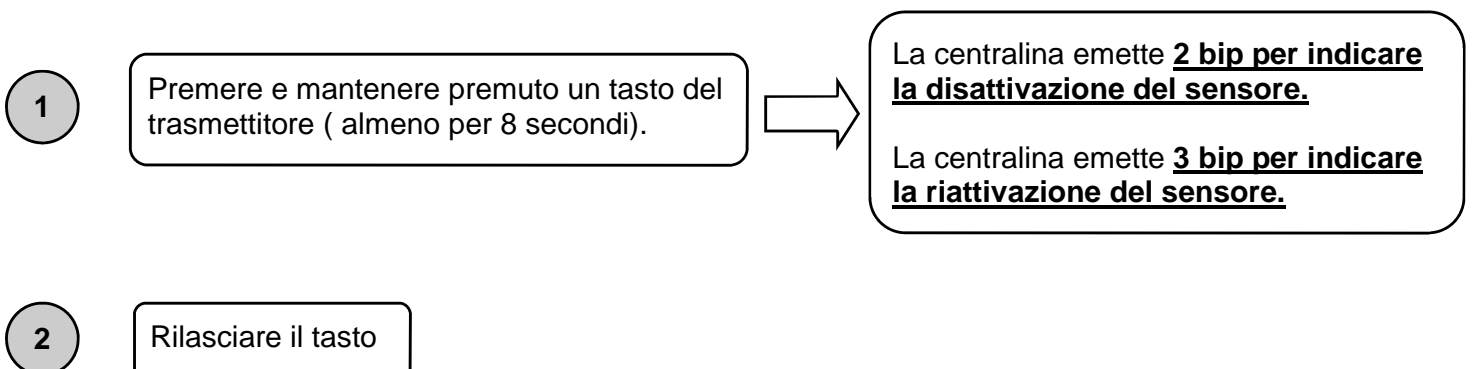 1
Premere e mantenere premuto un tasto del
trasmettitore ( almeno per 8 secondi).
La centralina emette 2 bip per indicare
la disattivazione del sensore.
La centralina emette 3 bip per indicare
la riattivazione del sensore.
2
Rilasciare il tasto